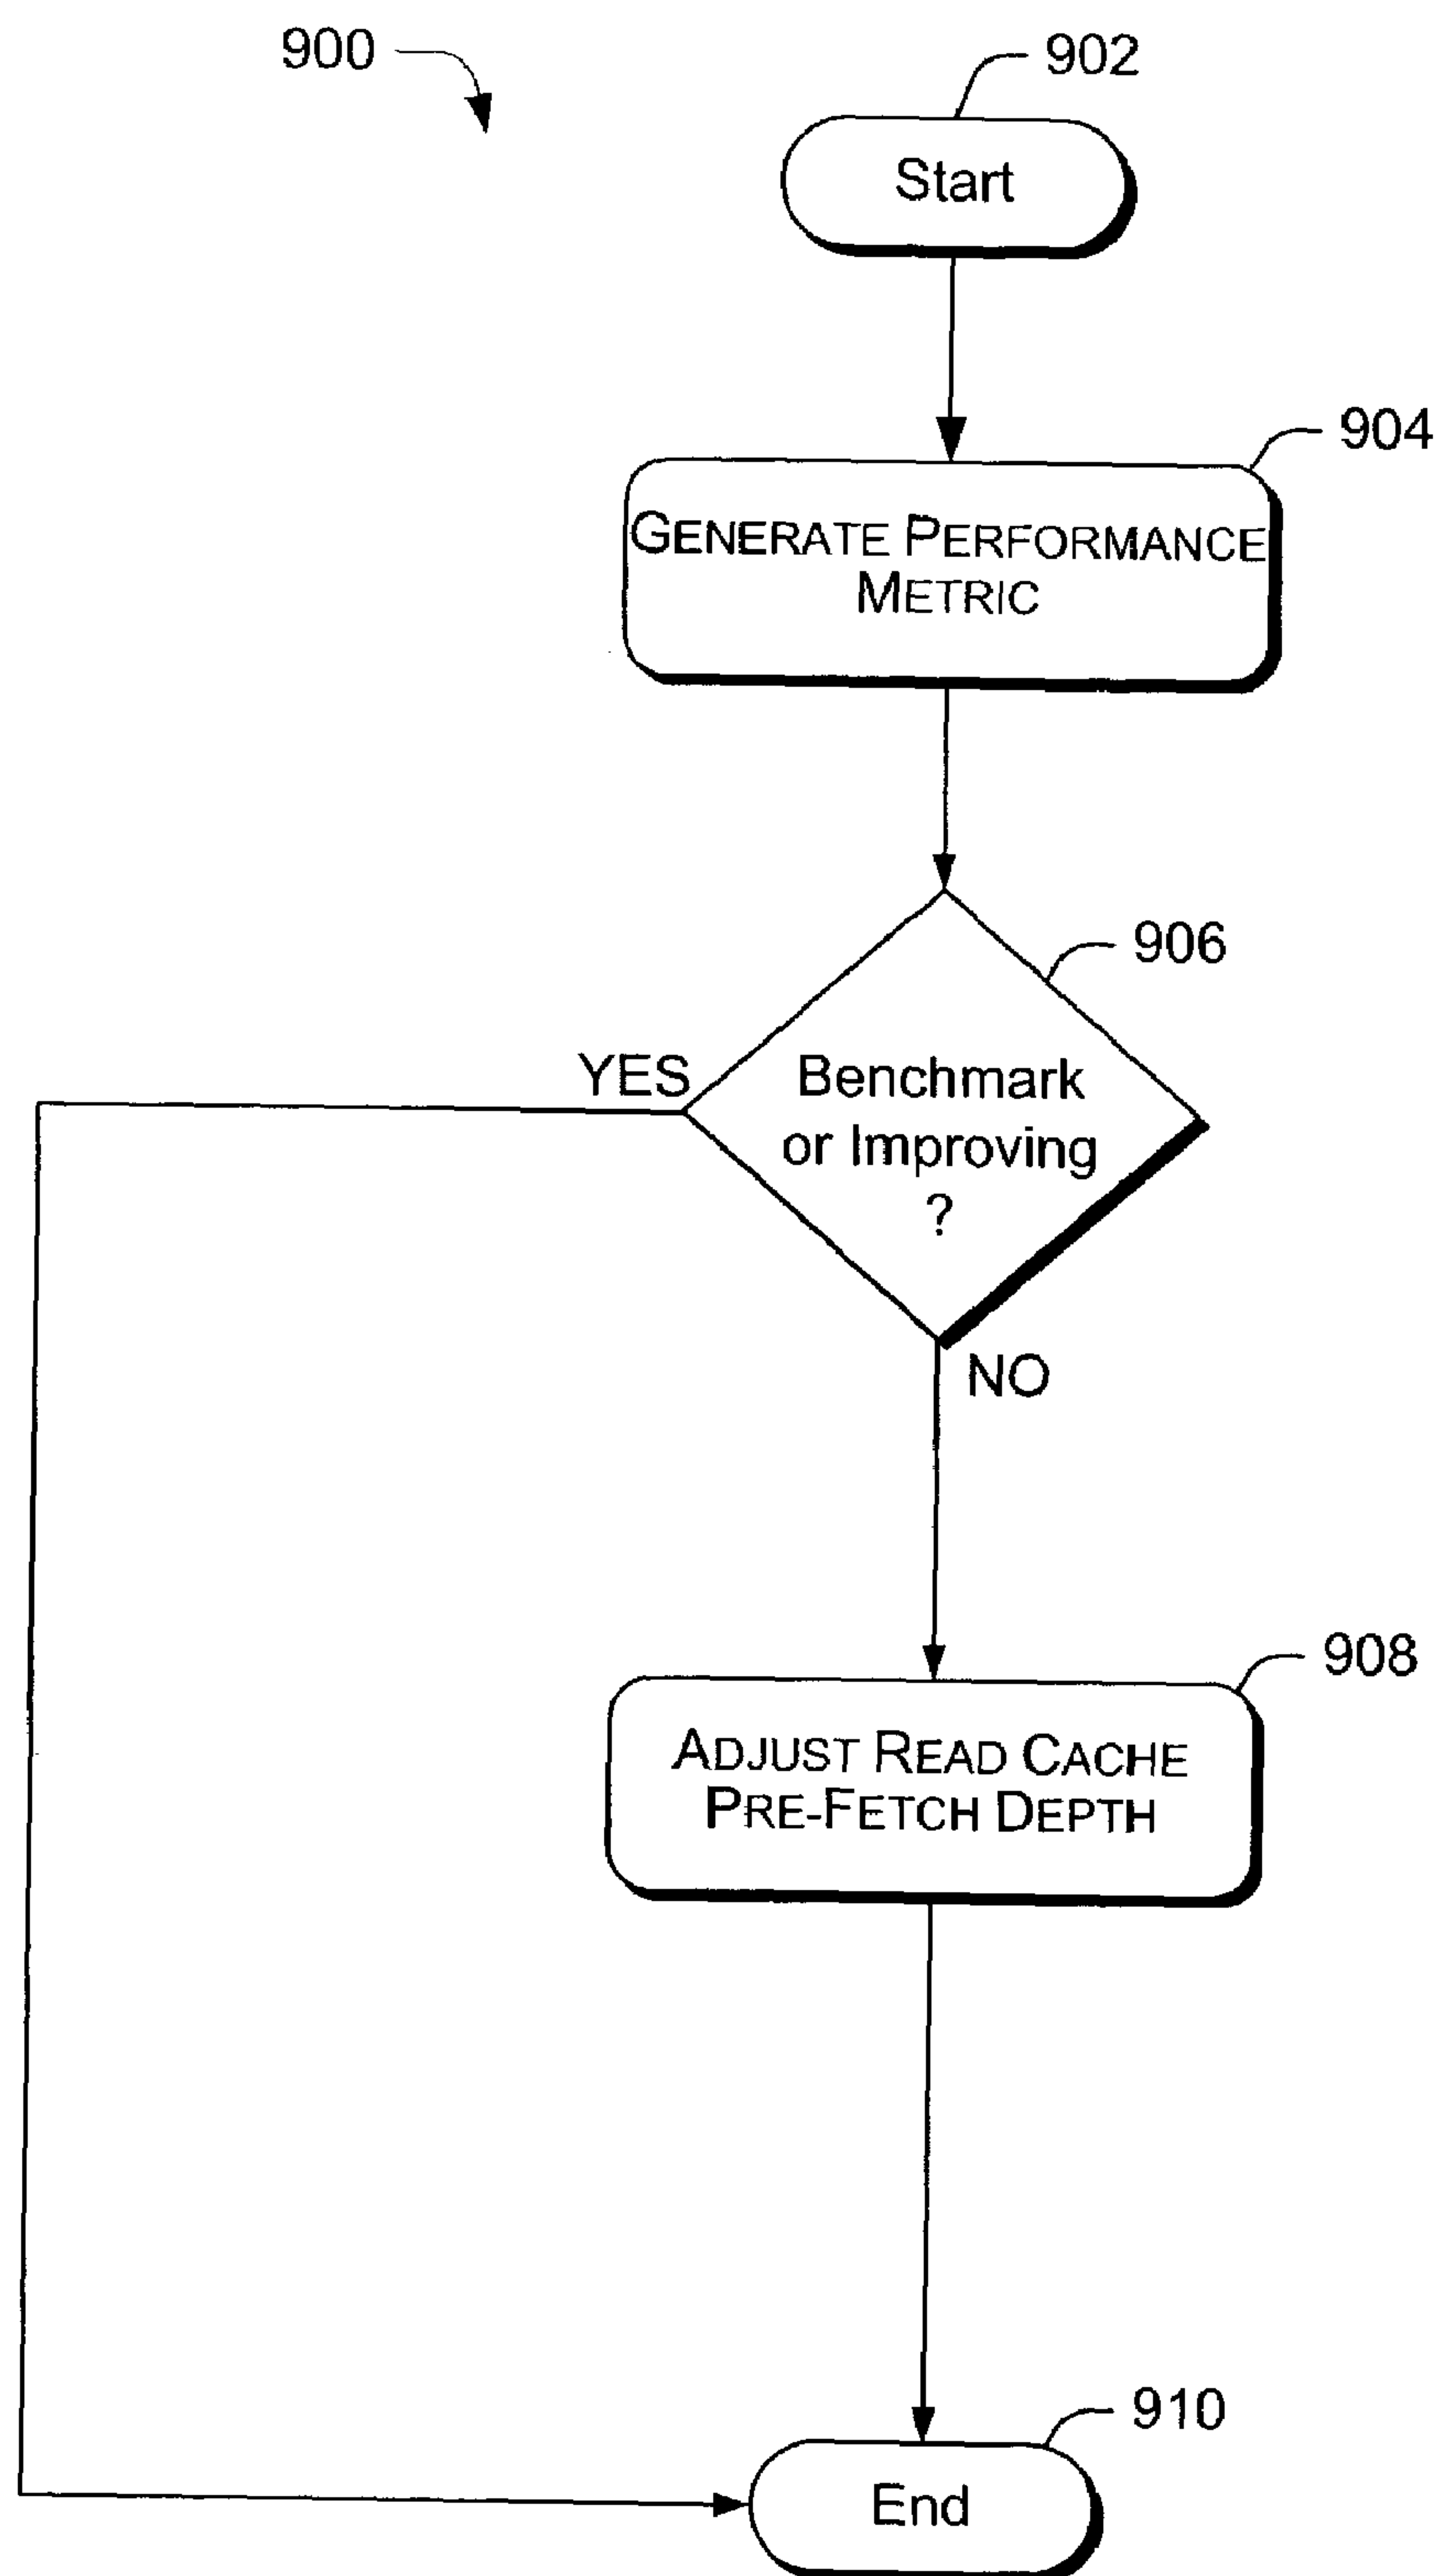 900
902
Start
904
GENERATE PERFORMANCE
METRIC
906
YES
Benchmark
or Improving
?
NO
908
ADJUST READ CACHE
PRE-FETCH DEPTH
910
End